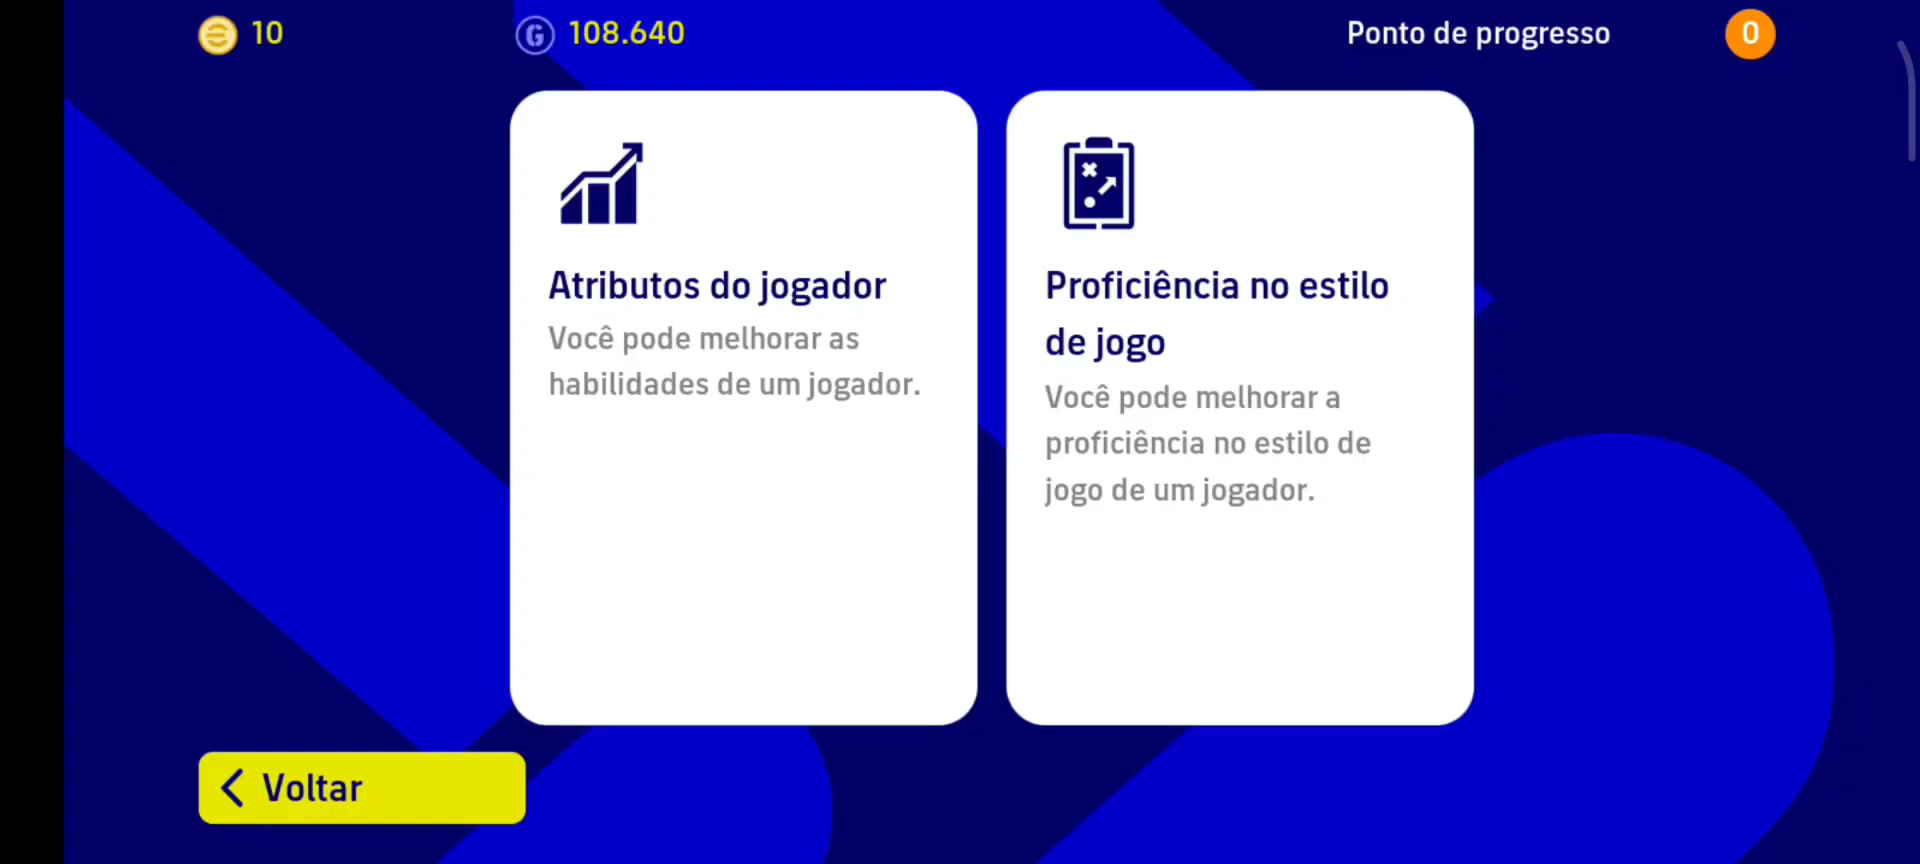 10
108.640
Ponto de progresso
0
Atributos do jogador
Você pode melhorar as
habilidades de um jogador.
Proficiência no estilo
de jogo
Você pode melhorar a
proficiência no estilo de
jogo de um jogador.
Voltar